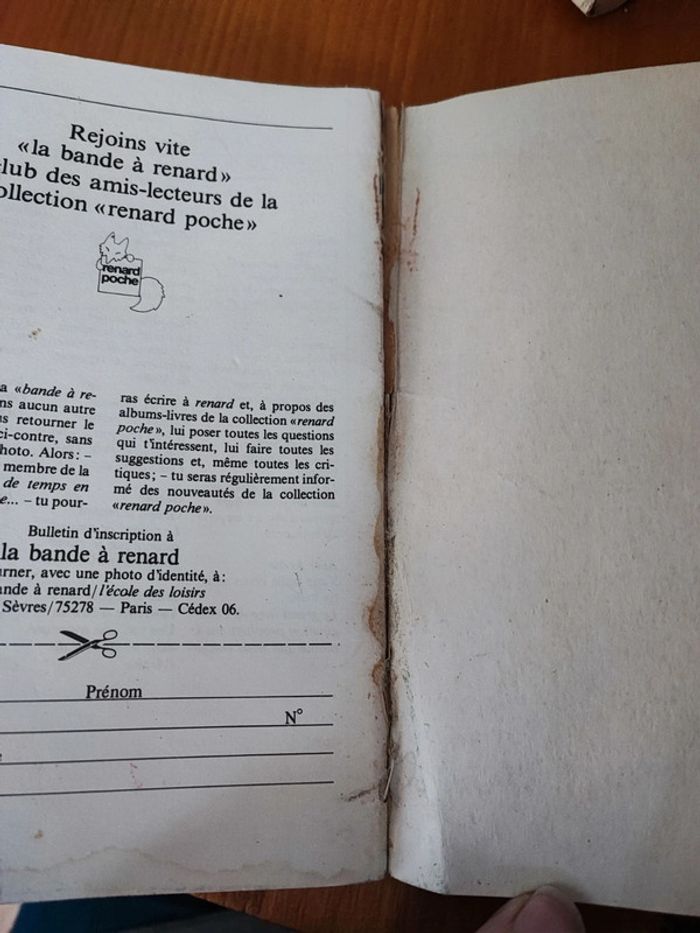 Rejoins vite
«la bande à renard»
lub des amis-lecteurs de la
ollection «renard poche»
renard
poche
a «bande à re-
ns aucun autre
us retourner le
ci-contre, sans
hoto. Alors: –
membre de la
de temps en
e... – tu pour-
ras écrire à renard et, à propos des
albums-livres de la collection «renard
poche», lui poser toutes les questions
qui t'intéressent, lui faire toutes les
suggestions et, même toutes les cri-
tiques; – tu seras régulièrement infor-
mé des nouveautés de la collection
«renard poche».
Bulletin d'inscription à
la bande à renard
urner, avec une photo d'identité, à:
ande à renard/l'école des loisirs
Sèvres/75278 — Paris — Cédex 06.
Prénom
N°